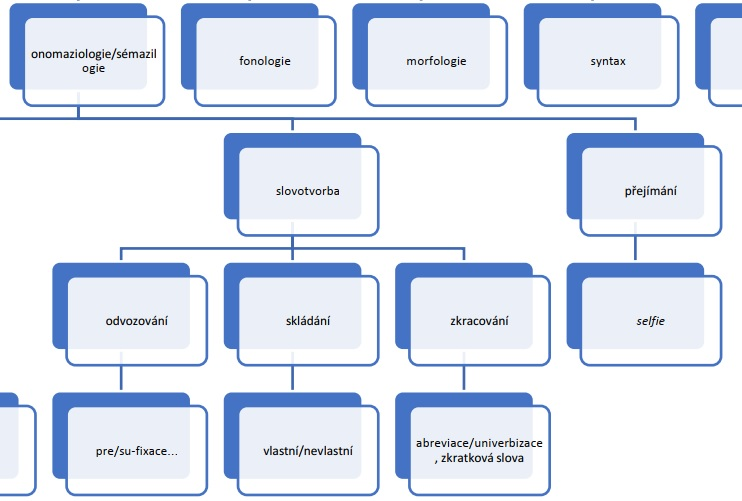 onomaziologie/sémazil
ogie
fonologie
morfologie
syntax
slovotvorba
přejímání
odvozování
skládání
zkracování
selfie
pre/su-fixace...
vlastní/nevlastní
abreviace/univerbizace
, zkratková slova